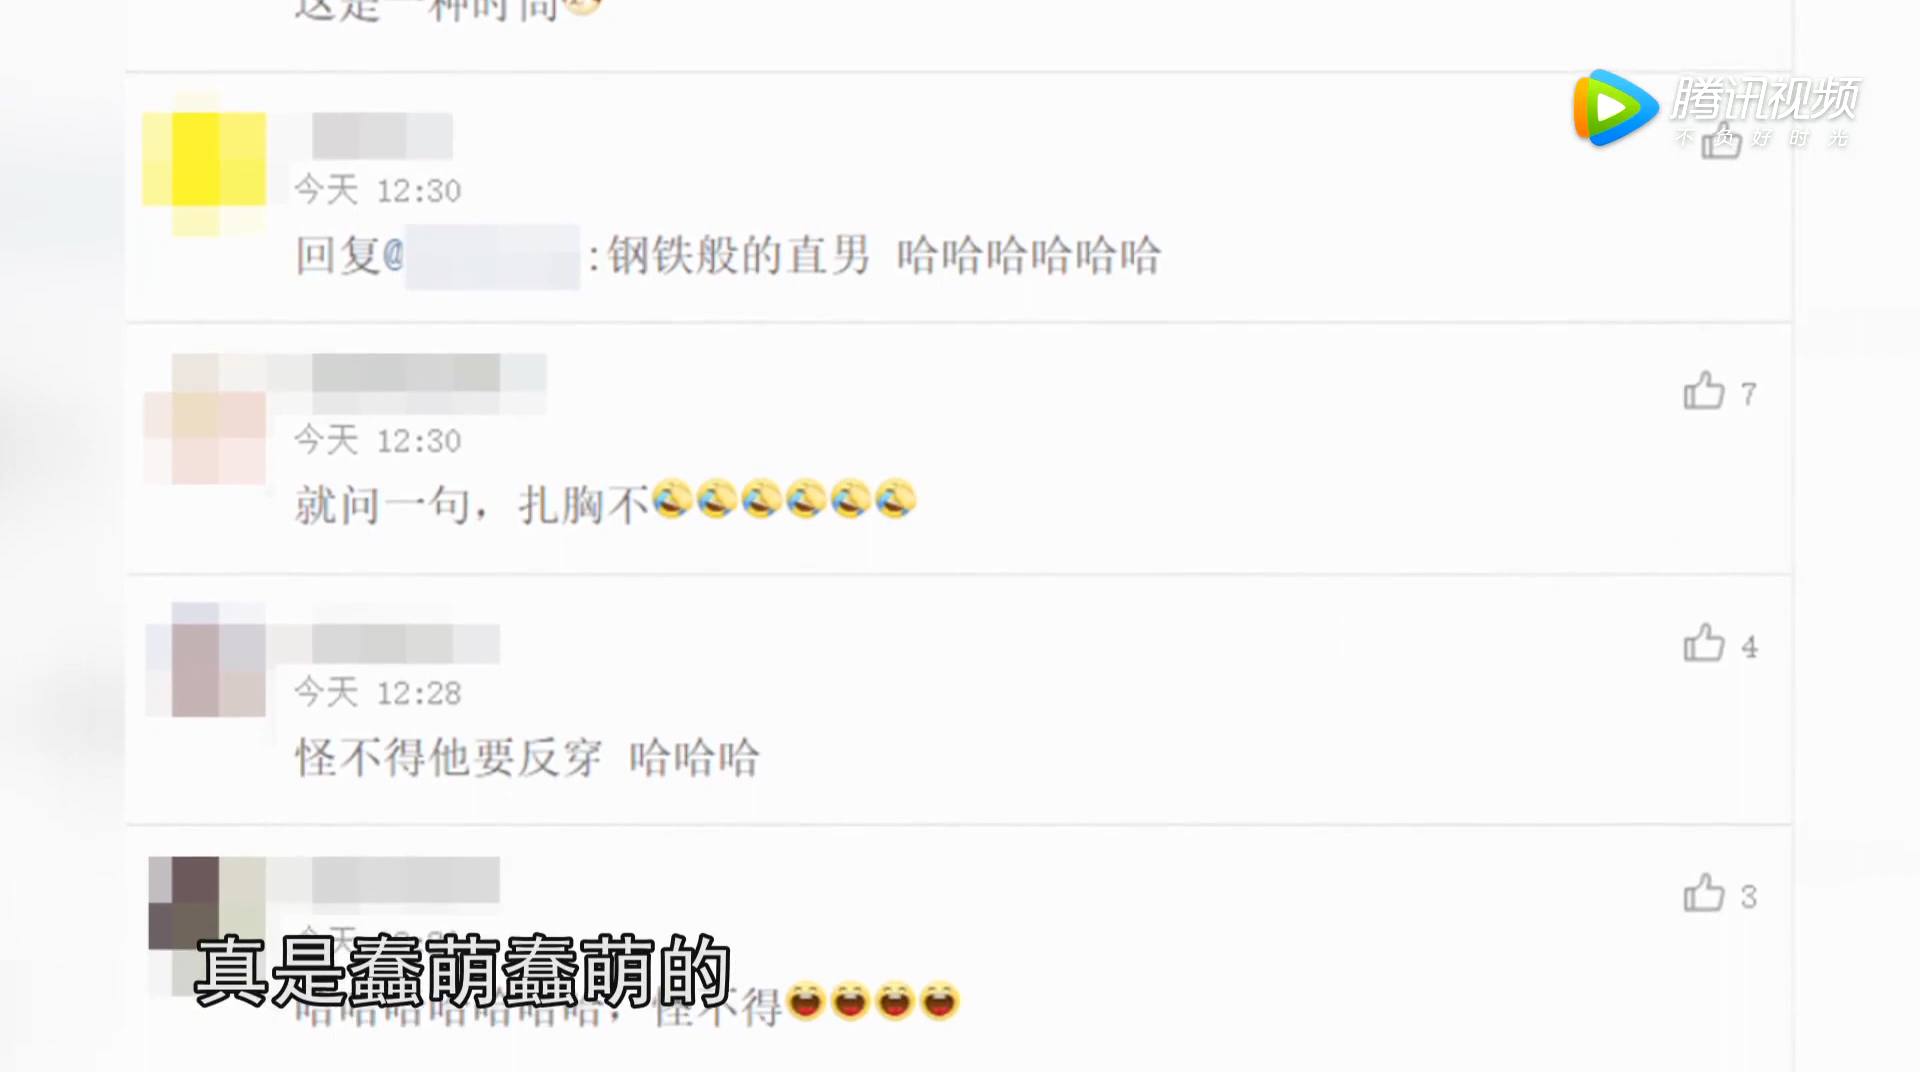 这是一种时尚
腾讯视频
不负好时光
今天 12:30
回复@ :钢铁般的直男 哈哈哈哈哈哈
7
今天 12:30
就问一句，扎胸不
4
今天 12:28
怪不得他要反穿 哈哈哈
3
今天
真是蠢萌蠢萌的
哈哈哈哈哈哈哈，怪不得